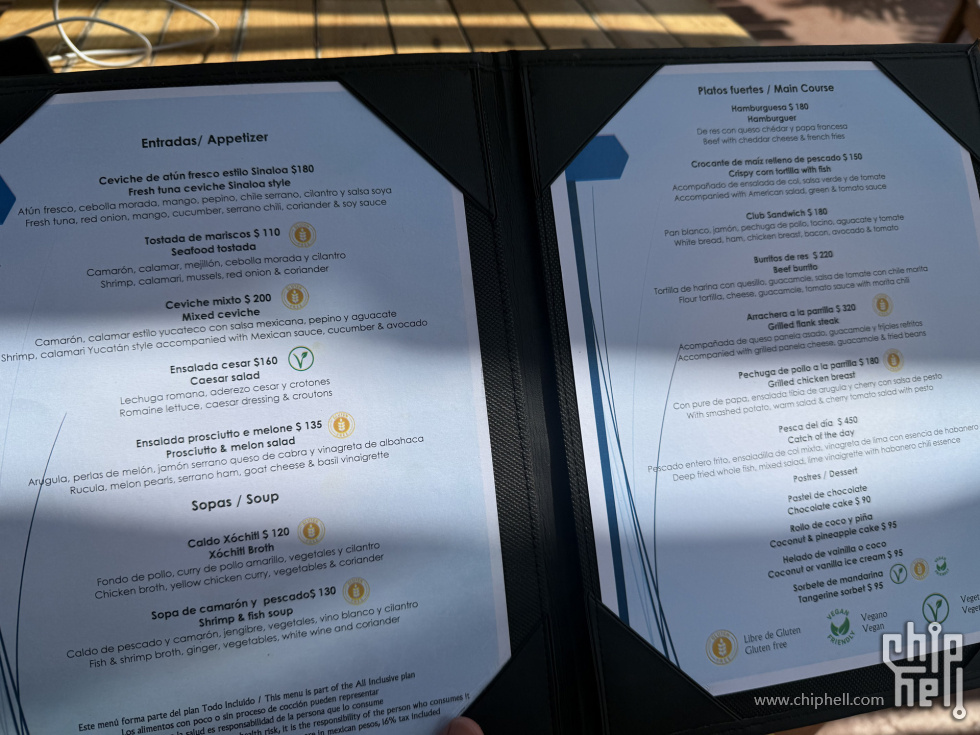 Entradas/ Appetizer
Ceviche de atún fresco estilo Sinaloa $180
Fresh tuna ceviche Sinaloa style
Atún fresco, cebolla morada, mango, pepino, chile serrano, cilantro y salsa soya
Fresh tuna, red onion, mango, cucumber, serrano chili, coriander & soy sauce
Tostada de mariscos $ 110
Seafood tostada
Camarón, calamar, mejillón, cebolla morada y cilantro
Shrimp, calamari, mussels, red onion & coriander
Ceviche mixto $ 200
Mixed ceviche
Camarón, calamar estilo yucateco con salsa mexicana, pepino y aguacate
Shrimp, calamari Yucatán style accompanied with Mexican sauce, cucumber & avocado
Ensalada cesar $160
Caesar salad
Lechuga romana, aderezo cesar y crotones
Romaine lettuce, caesar dressing & croutons
Ensalada prosciutto e melone $ 135
Prosciutto & melon salad
Arugula, perlas de melón, jamón serrano queso de cabra y vinagreta de albahaca
Rucula, melon pearls, serrano ham, goat cheese & basil vinaigrette
Sopas / Soup
Caldo Xóchitl $ 120
Xóchitl Broth
Fondo de pollo, curry de pollo amarillo, vegetales y cilantro
Chicken broth, yellow chicken curry, vegetables & coriander
Sopa de camarón y pescado$ 130
Shrimp & fish soup
Caldo de pescado y camarón, jengibre, vegetales, vino blanco y cilantro
Fish & shrimp broth, ginger, vegetables, white wine and coriander
Este menú forma parte del plan Todo Incluido / This menu is part of the All Inclusive plan
Los alimentos con poco o sin proceso de cocción pueden representar
la salud es responsabilidad de la persona que lo consume
health risk, it is the responsibility of the person who consumes it
are in mexican pesos, 16% tax included
Platos fuertes / Main Course
Hamburguesa $ 180
Hamburguer
De res con queso chédar y papa francesa
Beef with cheddar cheese & french fries
Crocante de maíz relleno de pescado $ 150
Crispy corn tortilla with fish
Acompañado de ensalada de col, salsa verde y de tomate
Accompanied with American salad, green & tomato sauce
Club Sandwich $ 180
Pan blanco, jamón, pechuga de pollo, tocino, aguacate y tomate
White bread, ham, chicken breast, bacon, avocado & tomato
Burritos de res $ 220
Beef burrito
Tortilla de harina con quesillo, guacamole, salsa de tomate con chile morita
Flour tortilla, cheese, guacamole, tomato sauce with morita chili
Arrachera a la parrilla $ 320
Grilled flank steak
Acompañado de queso panela asado, guacamole y frijoles refritos
Accompanied with grilled panela cheese, guacamole & fried beans
Pechuga de pollo a la parrilla $ 180
Grilled chicken breast
Con pure de papa, ensalada tibia de arugula y cherry con salsa de pesto
With smashed potato, warm salad & cherry tomato salad with pesto
Pesca del día $ 450
Catch of the day
Pescado entero frito, ensaladilla de col mixta, vinagreta de lima con esencia de habanero
Deep fried whole fish, mixed salad, lime vinaigrette with habanero chili essence
Postres / Dessert
Pastel de chocolate
Chocolate cake $ 90
Rollo de coco y piña
Coconut & pineapple cake $ 95
Helado de vainilla o coco
Coconut or vanilla ice cream $ 95
Sorbete de mandarina
Tangerine sorbet $ 95
Libre de Gluten
Gluten free
VEGAN
FRIENDLY
Vegano
Vegan
chip
hell
www.chiphell.com